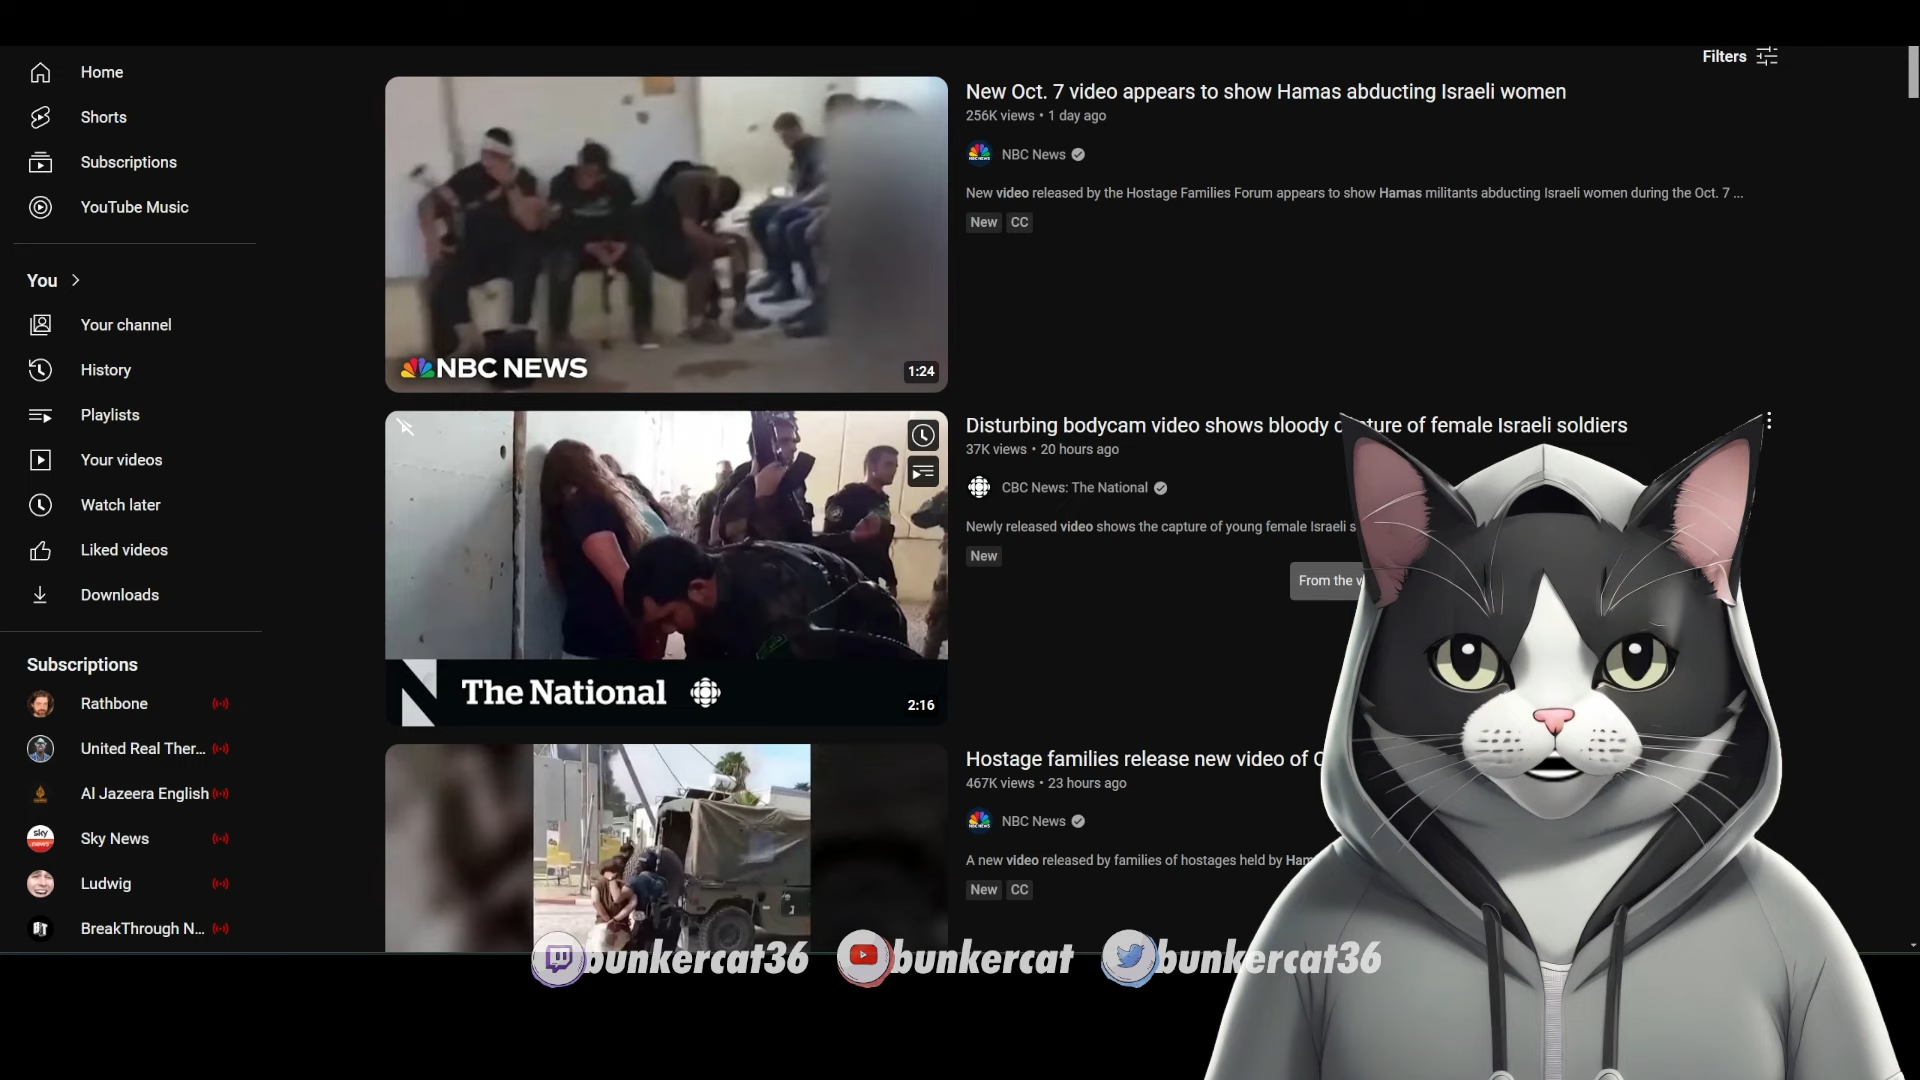 Home
Shorts
Subscriptions
YouTube Music
You
Your channel
History
Playlists
Your videos
Watch later
Liked videos
Downloads
Subscriptions
Rathbone
United Real Ther...
Al Jazeera English
sky news
Sky News
Ludwig
BreakThrough N...
Filters
NBC NEWS
1:24
New Oct. 7 video appears to show Hamas abducting Israeli women
256K views • 1 day ago
NBC News
New video released by the Hostage Families Forum appears to show Hamas militants abducting Israeli women during the Oct. 7 ...
New CC
The National
2:16
Disturbing bodycam video shows bloody c ture of female Israeli soldiers
37K views • 20 hours ago
CBC News: The National
Newly released video shows the capture of young female Israeli s
New
From the
Hostage families release new video of
467K views • 23 hours ago
NBC News
A new video released by families of hostages held by Ham
New CC
bunkercat36 bunkercat bunkercat36